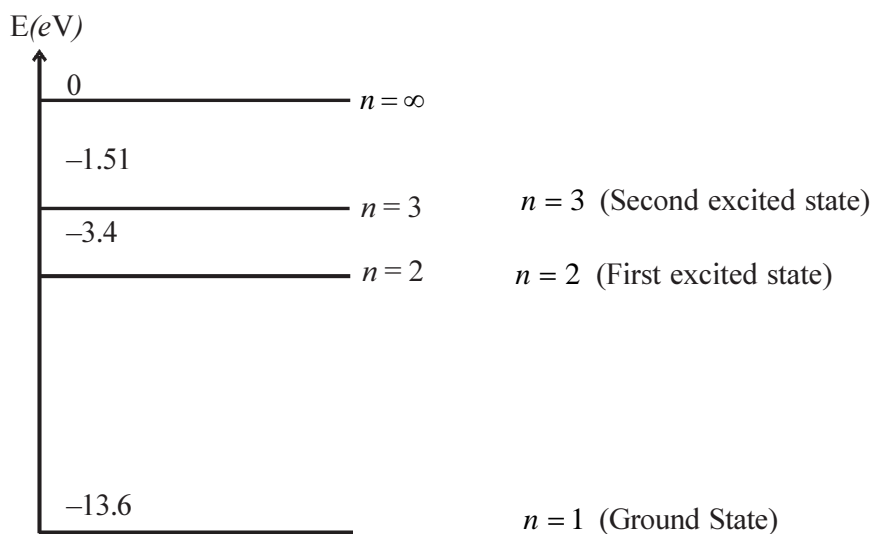 E(eV)
0
n = ∞
–1.51
n = 3 n = 3 (Second excited state)
–3.4
n = 2 n = 2 (First excited state)
–13.6
n = 1 (Ground State)